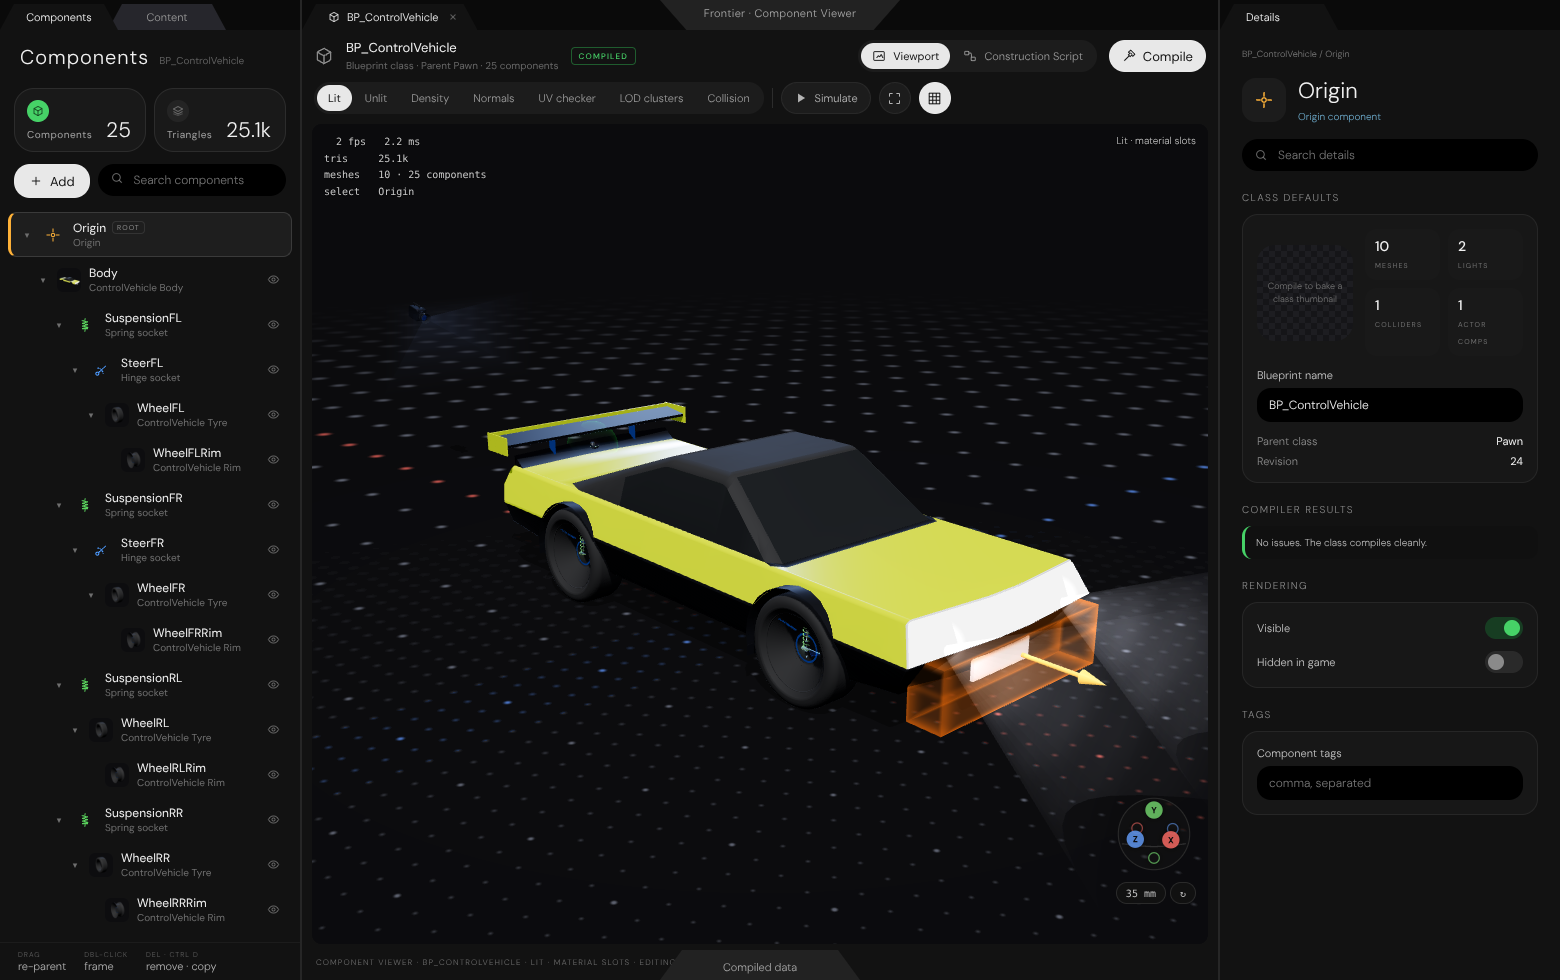 Components
Content
BP_ControlVehicle ×
Frontier · Component Viewer
Details
Components BP_ControlVehicle
Components 25
Triangles 25.1k
+ Add
Search components
Origin ROOT
Origin
Body
ControlVehicle Body
SuspensionFL
Spring socket
SteerFL
Hinge socket
WheelFL
ControlVehicle Tyre
WheelFLRim
ControlVehicle Rim
SuspensionFR
Spring socket
SteerFR
Hinge socket
WheelFR
ControlVehicle Tyre
WheelFRRim
ControlVehicle Rim
SuspensionRL
Spring socket
WheelRL
ControlVehicle Tyre
WheelRLRim
ControlVehicle Rim
SuspensionRR
Spring socket
WheelRR
ControlVehicle Tyre
WheelRRRim
ControlVehicle Rim
DRAG
re-parent
DBL-CLICK
frame
DEL · CTRL D
remove · copy
BP_ControlVehicle
Blueprint class · Parent Pawn · 25 components
COMPILED
Viewport
Construction Script
Compile
Lit
Unlit
Density
Normals
UV checker
LOD clusters
Collision
Simulate
2 fps 2.2 ms
tris 25.1k
meshes 10 · 25 components
select Origin
Lit · material slots
Y
Z
X
35 mm
↻
COMPONENT VIEWER · BP_CONTROLVEHICLE · LIT · MATERIAL SLOTS · EDITING
Compiled data
BP_ControlVehicle / Origin
Origin
Origin component
Search details
CLASS DEFAULTS
Compile to bake a
class thumbnail
10
MESHES
2
LIGHTS
1
COLLIDERS
1
ACTOR
COMPS
Blueprint name
BP_ControlVehicle
Parent class Pawn
Revision 24
COMPILER RESULTS
No issues. The class compiles cleanly.
RENDERING
Visible
Hidden in game
TAGS
Component tags
comma, separated